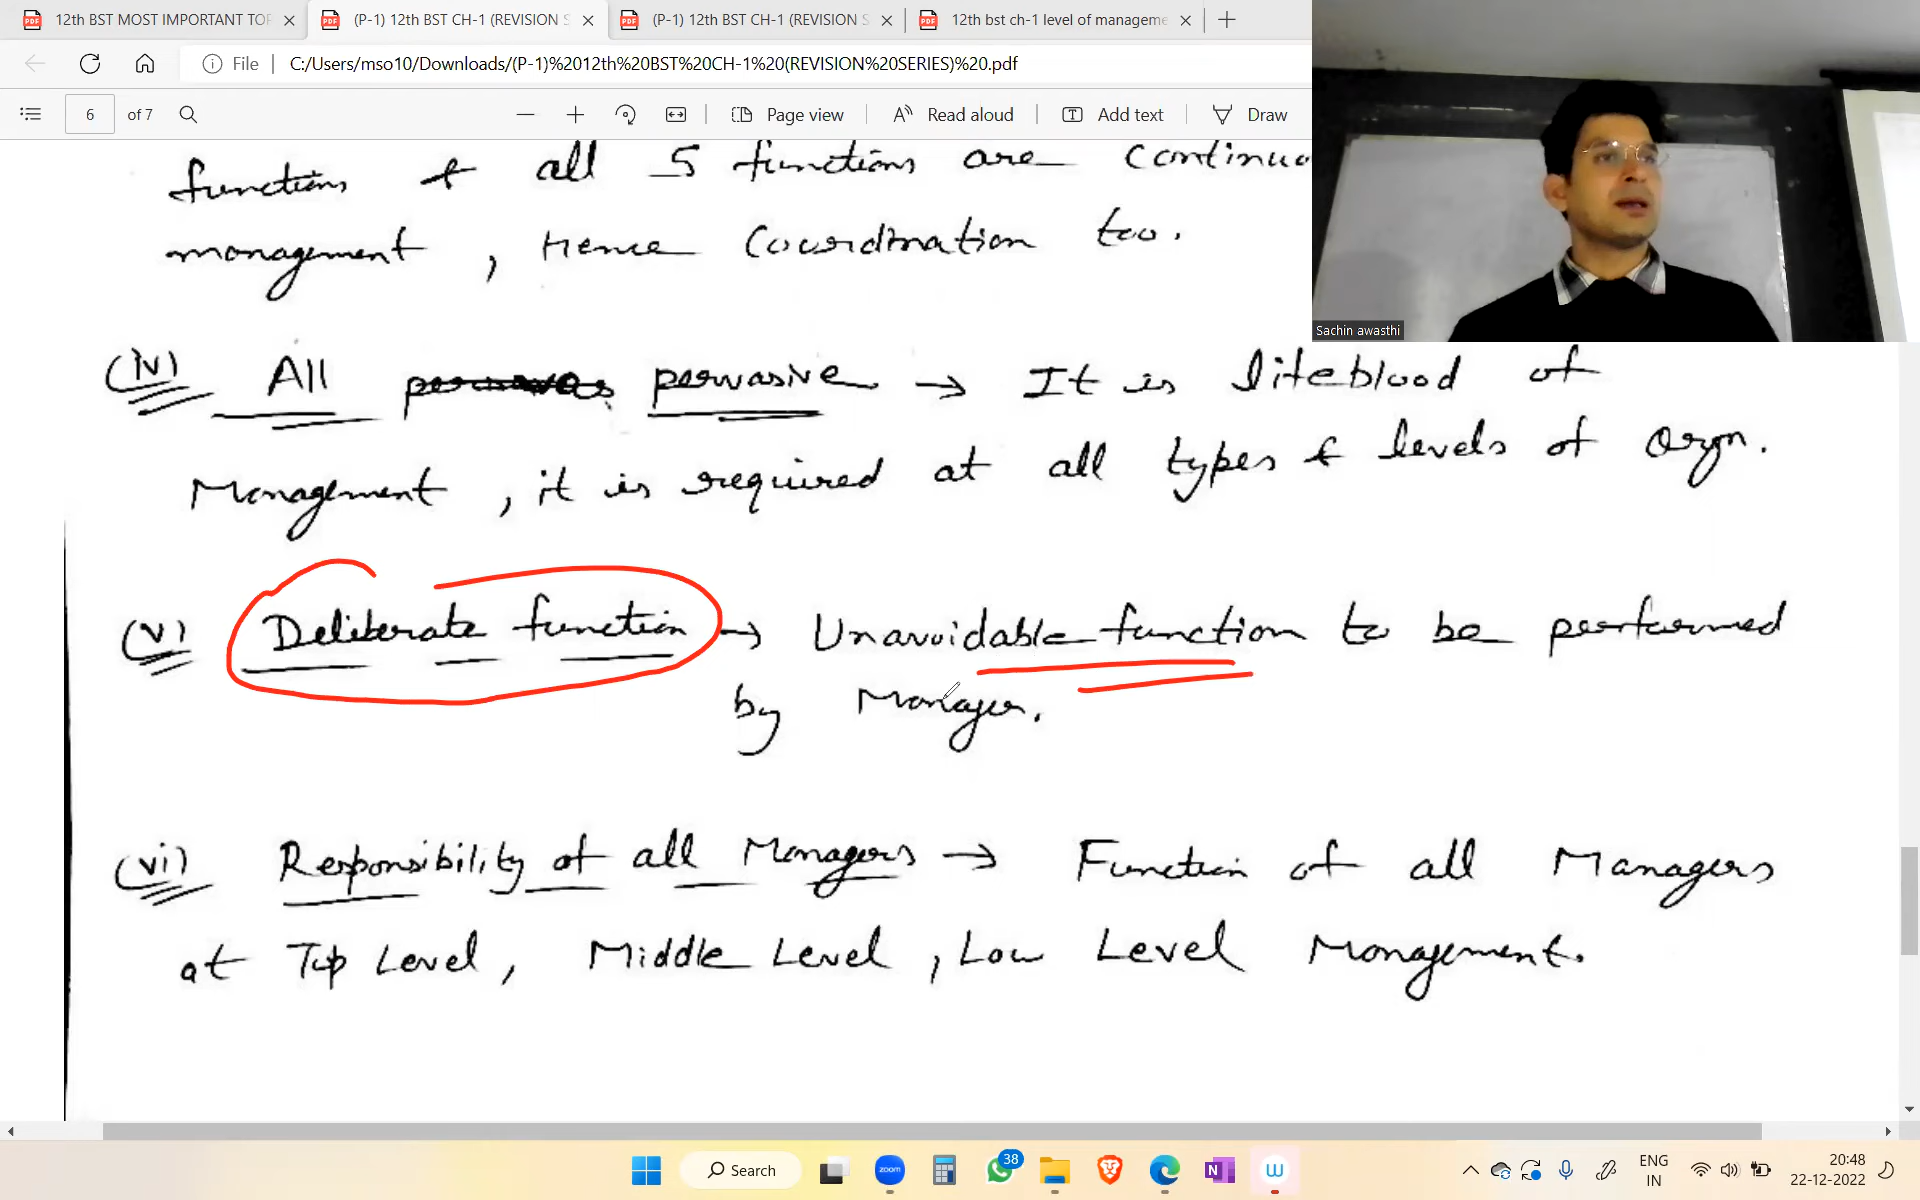 12th BST MOST IMPORTANT TO
(P-1) 12th BST CH-1 (REVISION S
(P-1) 12th BST CH-1 (REVISION S
12th bst ch-1 level of manageme
File
C:/Users/mso10/Downloads/(P-1)%2012th%20BST%20CH-1%20(REVISION%20SERIES)%20.pdf
6 of 7
Page view
Read aloud
Add text
Draw
functions & all 5 functions are continuo
management, Hence Coordination too.
Sachin awasthi
(iv) All pervasive → It is lifeblood of
Management, it is required at all types & levels of orgn.
(v) Deliberate function → Unavoidable function to be performed
by Manager.
(vi) Responsibility of all Managers → Function of all Managers
at Top Level, Middle Level, Low Level Management.
Search
zoom
38
N
W
ENG
IN
20:48
22-12-2022